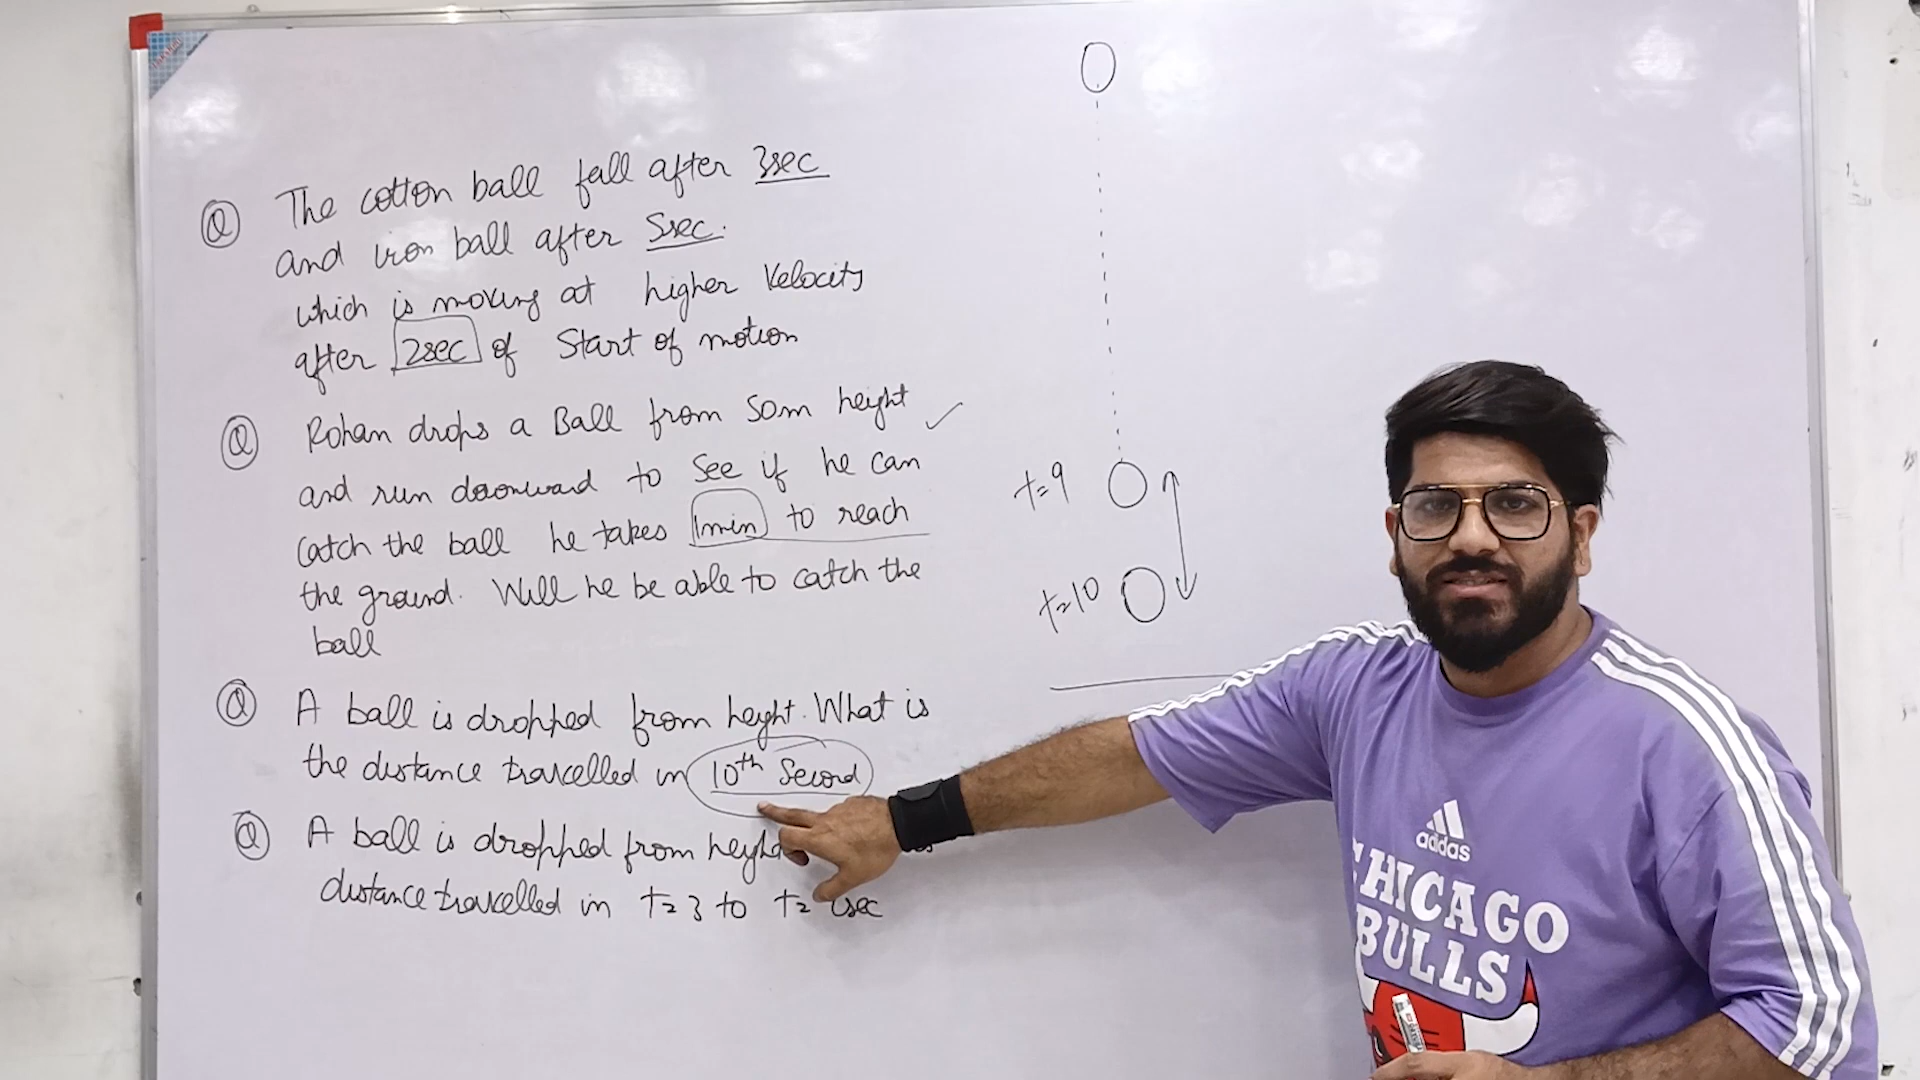 Q The cotton ball fall after 3sec
and iron ball after 5sec.
which is moving at higher Velocity
after 2sec of Start of motion
Q Rohan drops a Ball from 50m height
and run downward to See if he can
catch the ball he takes 1min to reach
the ground. Will he be able to catch the
ball
Q A ball is dropped from height. What is
the distance travelled in 10th Second
Q A ball is dropped from height
distance travelled in t=3 to t= sec
t=9
t=10
adidas
CHICAGO
BULLS